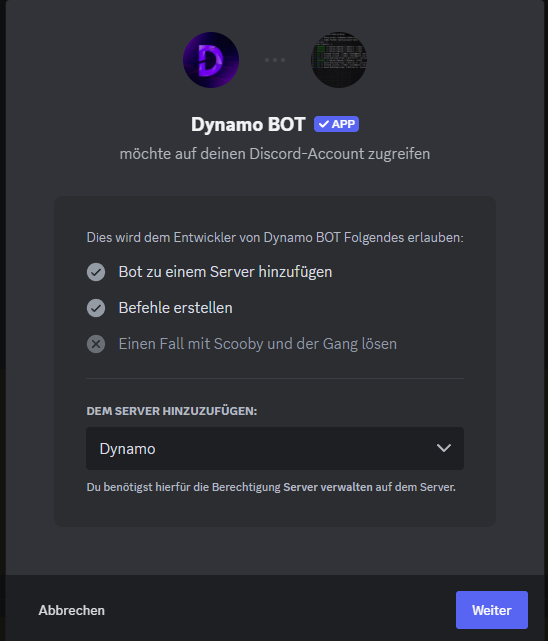 Dynamo BOT APP
möchte auf deinen Discord-Account zugreifen
Dies wird dem Entwickler von Dynamo BOT Folgendes erlauben:
Bot zu einem Server hinzufügen
Befehle erstellen
Einen Fall mit Scooby und der Gang lösen
DEM SERVER HINZUZUFÜGEN:
Dynamo
Du benötigst hierfür die Berechtigung Server verwalten auf dem Server.
Abbrechen
Weiter